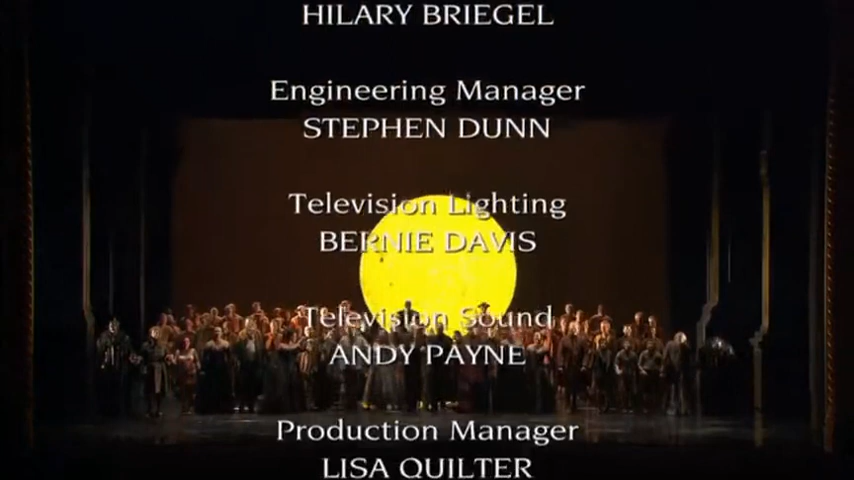 HILARY BRIEGEL
Engineering Manager
STEPHEN DUNN
Television Lighting
BERNIE DAVIS
Television Sound
ANDY PAYNE
Production Manager
LISA QUILTER